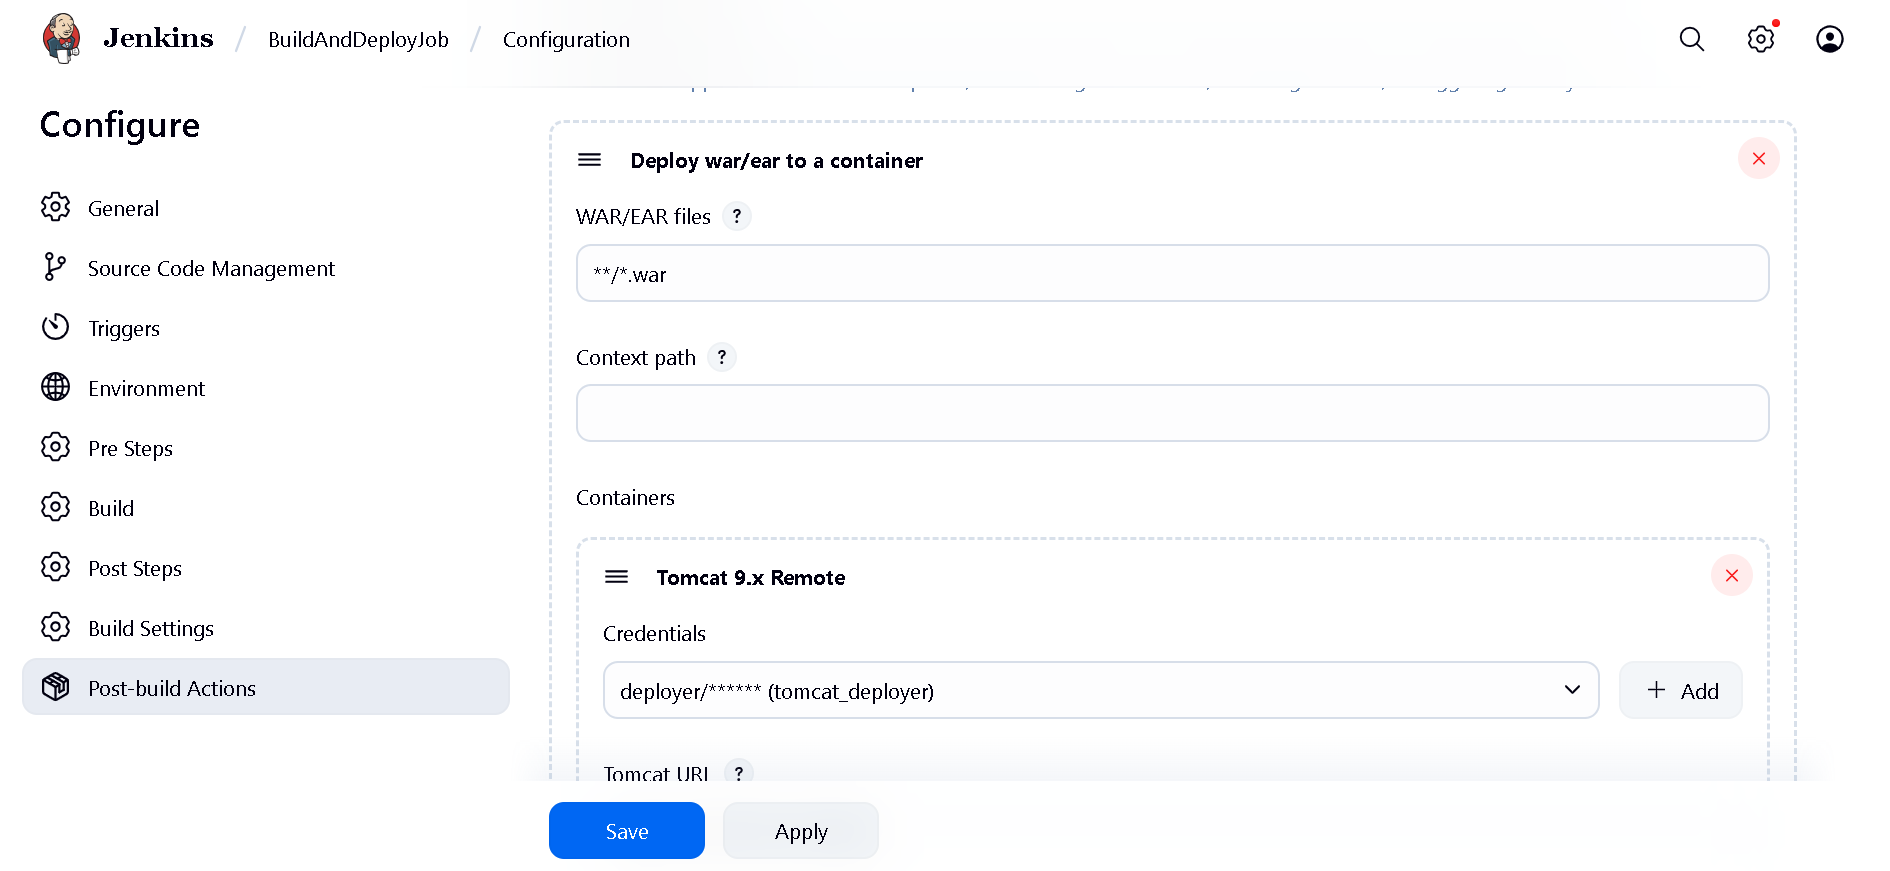 Jenkins / BuildAndDeployJob / Configuration
Configure
General
Source Code Management
Triggers
Environment
Pre Steps
Build
Post Steps
Build Settings
Post-build Actions
Deploy war/ear to a container
WAR/EAR files ?
**/*.war
Context path ?
Containers
Tomcat 9.x Remote
Credentials
deployer/****** (tomcat_deployer)
+ Add
Tomcat URL ?
Save
Apply